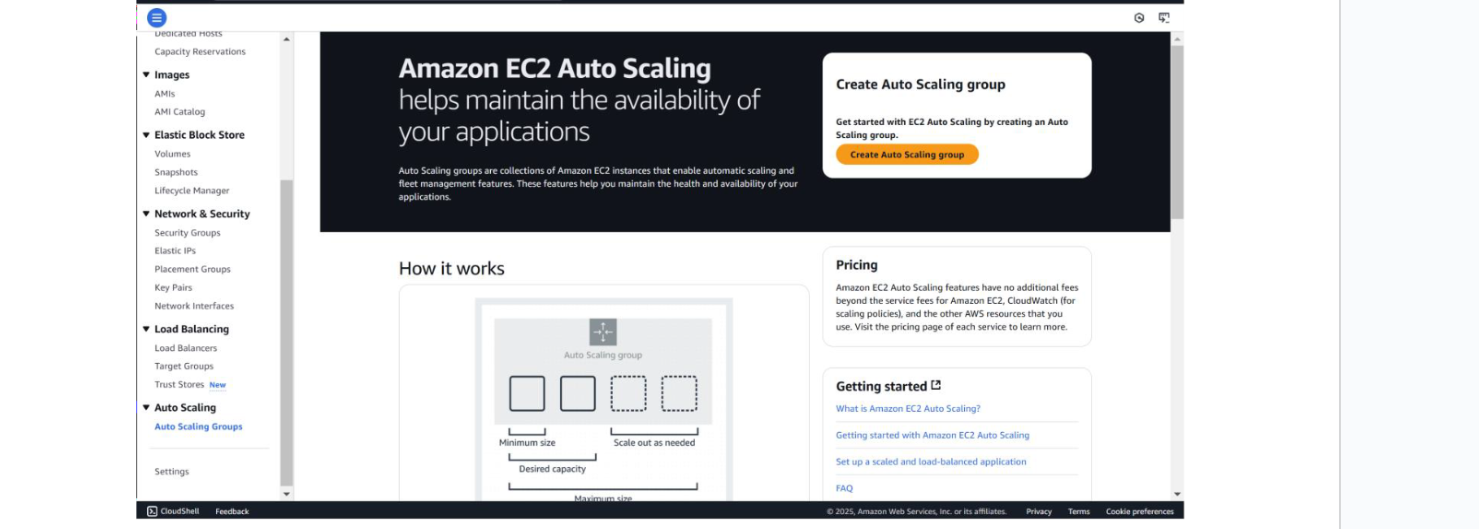 Dedicated Hosts
Capacity Reservations
Images
AMIs
AMI Catalog
Elastic Block Store
Volumes
Snapshots
Lifecycle Manager
Network & Security
Security Groups
Elastic IPs
Placement Groups
Key Pairs
Network Interfaces
Load Balancing
Load Balancers
Target Groups
Trust Stores New
Auto Scaling
Auto Scaling Groups
Settings
Amazon EC2 Auto Scaling
helps maintain the availability of
your applications
Auto Scaling groups are collections of Amazon EC2 instances that enable automatic scaling and
fleet management features. These features help you maintain the health and availability of your
applications.
Create Auto Scaling group
Get started with EC2 Auto Scaling by creating an Auto
Scaling group.
Create Auto Scaling group
How it works
Auto Scaling group
Minimum size
Scale out as needed
Desired capacity
Maximum size
Pricing
Amazon EC2 Auto Scaling features have no additional fees
beyond the service fees for Amazon EC2, CloudWatch (for
scaling policies), and the other AWS resources that you
use. Visit the pricing page of each service to learn more.
Getting started
What is Amazon EC2 Auto Scaling?
Getting started with Amazon EC2 Auto Scaling
Set up a scaled and load-balanced application
FAQ
CloudShell Feedback
© 2025, Amazon Web Services, Inc. or its affiliates. Privacy Terms Cookie preferences